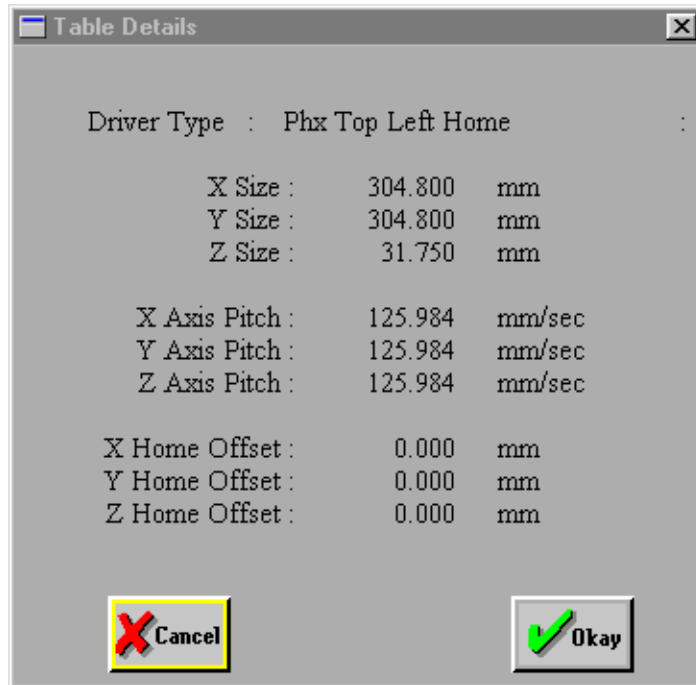 Table Details
Driver Type : Phx Top Left Home :
X Size : 304.800 mm
Y Size : 304.800 mm
Z Size : 31.750 mm
X Axis Pitch : 125.984 mm/sec
Y Axis Pitch : 125.984 mm/sec
Z Axis Pitch : 125.984 mm/sec
X Home Offset : 0.000 mm
Y Home Offset : 0.000 mm
Z Home Offset : 0.000 mm
Cancel Okay